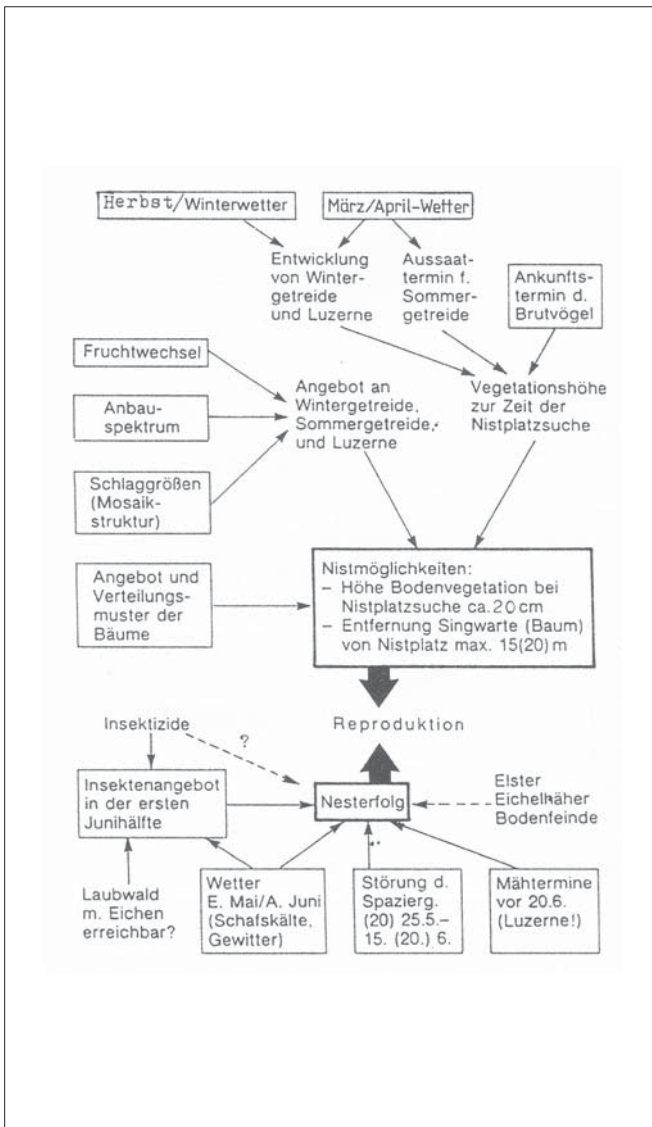 Herbst/Winterwetter
März/April-Wetter
Entwicklung
von Winter-
getreide
und Luzerne
Aussaat-
termin f.
Sommer-
getreide
Ankunfts-
termin d.
Brutvögel
Fruchtwechsel
Anbau-
spektrum
Schlaggrößen
(Mosaik-
struktur)
Angebot an
Wintergetreide,
Sommergetreide,
und Luzerne
Vegetationshöhe
zur Zeit der
Nistplatzsuche
Angebot und
Verteilungs-
muster der
Bäume
Nistmöglichkeiten:
– Höhe Bodenvegetation bei
Nistplatzsuche ca. 20 cm
– Entfernung Singwarte (Baum)
von Nistplatz max. 15(20) m
Reproduktion
Insektizide
?
Insektenangebot
in der ersten
Junihälfte
Nesterfolg
Elster
Eichelhäher
Bodenfeinde
Laubwald
m. Eichen
erreichbar?
Wetter
E. Mai/A. Juni
(Schafskälte,
Gewitter)
Störung d.
Spazierg.
(20) 25.5.–
15. (20.) 6.
Mähtermine
vor 20.6.
(Luzerne!)